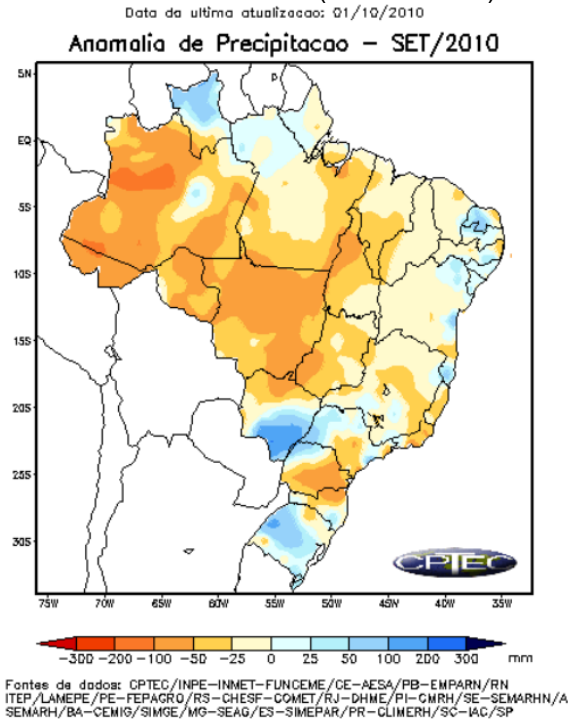 Data da ultima atualizacao: 01/10/2010
Anomalia de Precipitacao – SET/2010
5N
EQ
5S
10S
15S
20S
25S
30S
75W 70W 65W 60W 55W 50W 45W 40W 35W
CPTEC
−300 −200 −100 −50 −25 0 25 50 100 200 300 mm
Fontes de dados: CPTEC/INPE−INMET−FUNCEME/CE−AESA/PB−EMPARN/RN
ITEP/LAMEPE/PE−FEPAGRO/RS−CHESF−COMET/RJ−DHME/PI−CMRH/SE−SEMARHN/A
SEMARH/BA−CEMIG/SIMGE/MG−SEAG/ES−SIMEPAR/PR−CLIMERH/SC−IAC/SP